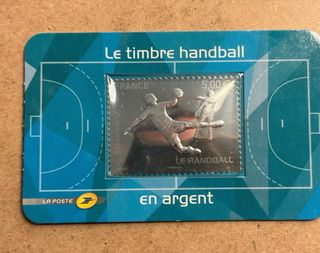 Le timbre handball
FRANCE 5,00€
LE HANDBALL
LA POSTE
en argent